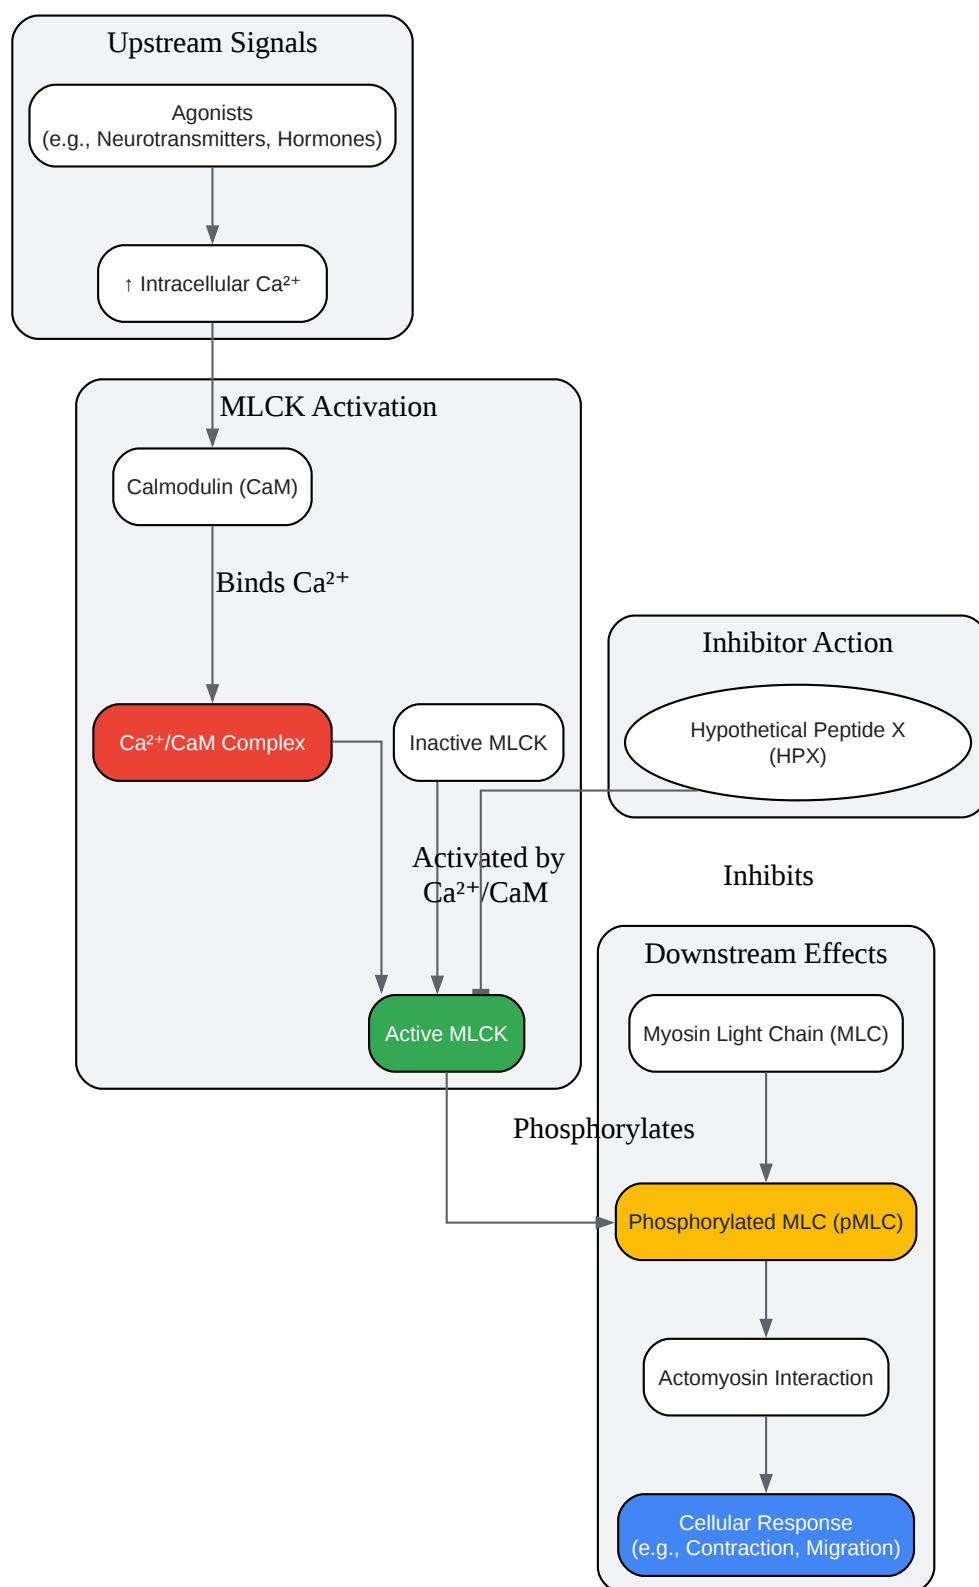 Upstream Signals
Agonists
(e.g., Neurotransmitters, Hormones)
↑ Intracellular Ca²⁺
MLCK Activation
Calmodulin (CaM)
Binds Ca²⁺
Inhibitor Action
Hypothetical Peptide X
(HPX)
Ca²⁺/CaM Complex
Inactive MLCK
Activated by
Ca²⁺/CaM
Inhibits
Downstream Effects
Active MLCK
Myosin Light Chain (MLC)
Phosphorylates
Phosphorylated MLC (pMLC)
Actomyosin Interaction
Cellular Response
(e.g., Contraction, Migration)